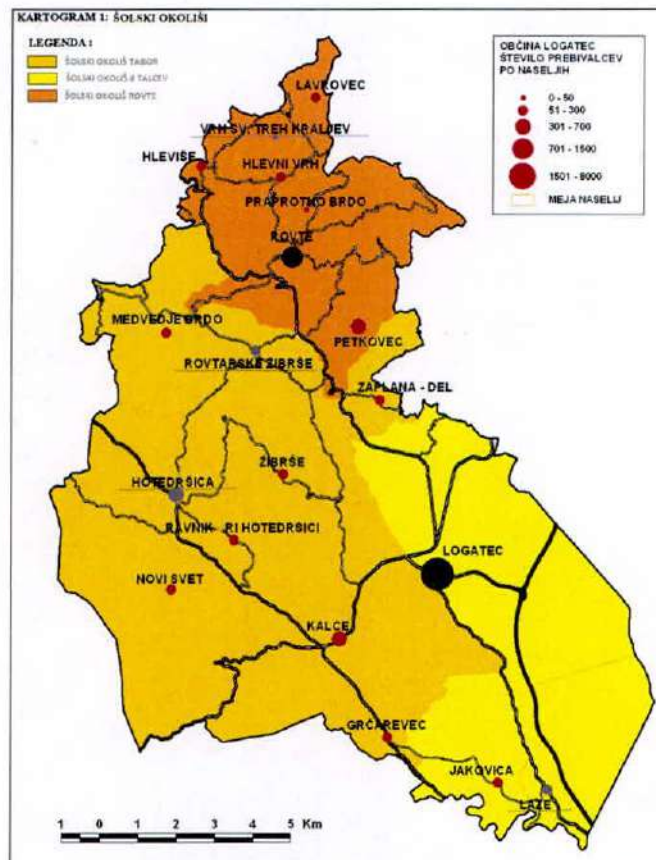 KARTOGRAM 1: ŠOLSKI OKOLIŠI
LEGENDA :
ŠOLSKI OKOLIŠ TABOR
ŠOLSKI OKOLIŠ 8 TALCEV
ŠOLSKI OKOLIŠ ROVTE
OBČINA LOGATEC
ŠTEVILO PREBIVALCEV
PO NASELJIH
0 - 50
51 - 300
301 - 700
701 - 1500
1501 - 8000
MEJA NASELIJ
LAVROVEC
VRH SV. TREH KRALJEV
HLEVIŠE
HLEVNI VRH
PRAPROTNO BRDO
ROVTE
MEDVEDJE BRDO
PETKOVEC
ROVTARSKE ŽIBRŠE
ZAPLANA - DEL
ŽIBRŠE
HOTEDRŠICA
RAVNIK RI HOTEDRSICI
LOGATEC
NOVI SVET
KALCE
GRČAREVEC
JAKOVICA
LAZE
1 0 1 2 3 4 5 Km